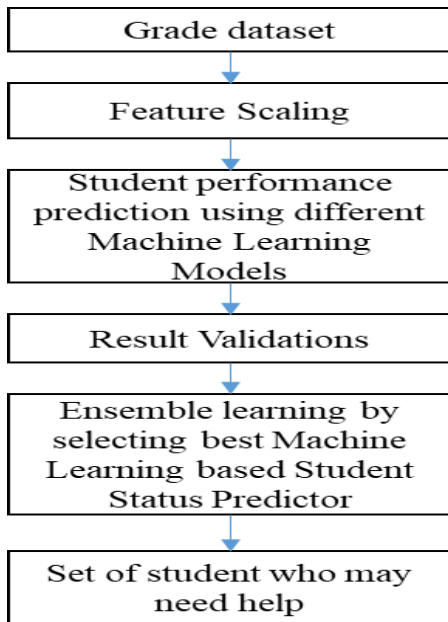 Grade dataset
Feature Scaling
Student performance
prediction using different
Machine Learning
Models
Result Validations
Ensemble learning by
selecting best Machine
Learning based Student
Status Predictor
Set of student who may
need help